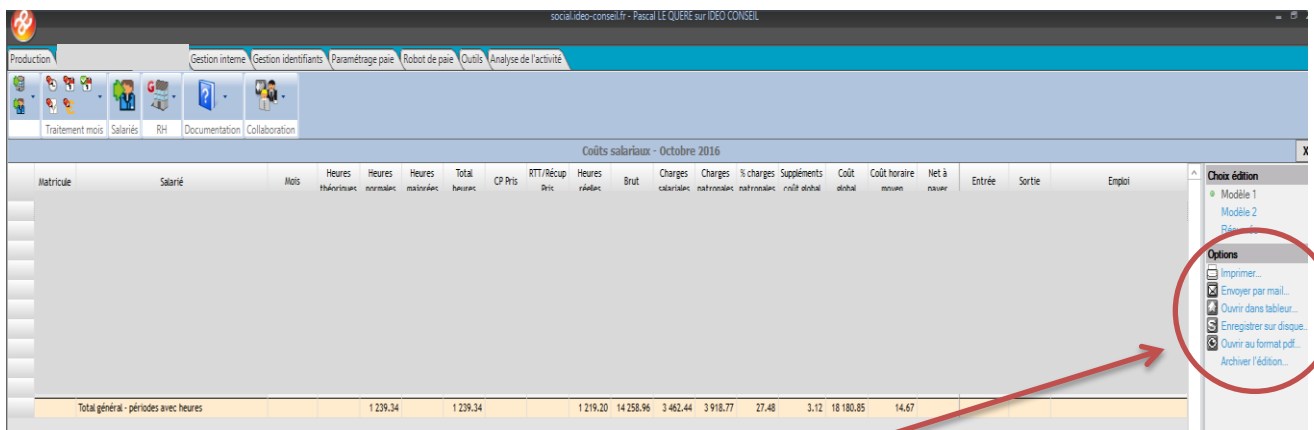 social.ideo-conseil.fr - Pascal LE QUERE sur IDEO CONSEIL
Production Gestion interne Gestion identifiants Paramétrage paie Robot de paie Outils Analyse de l'activité
G ?
Traitement mois Salariés RH Documentation Collaboration
Coûts salariaux - Octobre 2016 X
Matricule Salarié Mois Heures théoriques Heures normales Heures majorées Total heures CP Pris RTT/Récup Pris Heures réelles Brut Charges salariales Charges patronales % charges patronales Suppléments coût global Coût global Coût horaire moyen Net à payer Entrée Sortie Emploi
Choix édition
Modèle 1
Modèle 2
Options
Imprimer...
Envoyer par mail...
Ouvrir dans tableur...
Enregistrer sur disque...
Ouvrir au format pdf...
Archiver l'édition...
Total général - périodes avec heures 1 239.34 1 239.34 1 219.20 14 258.96 3 462.44 3 918.77 27.48 3.12 18 180.85 14.67